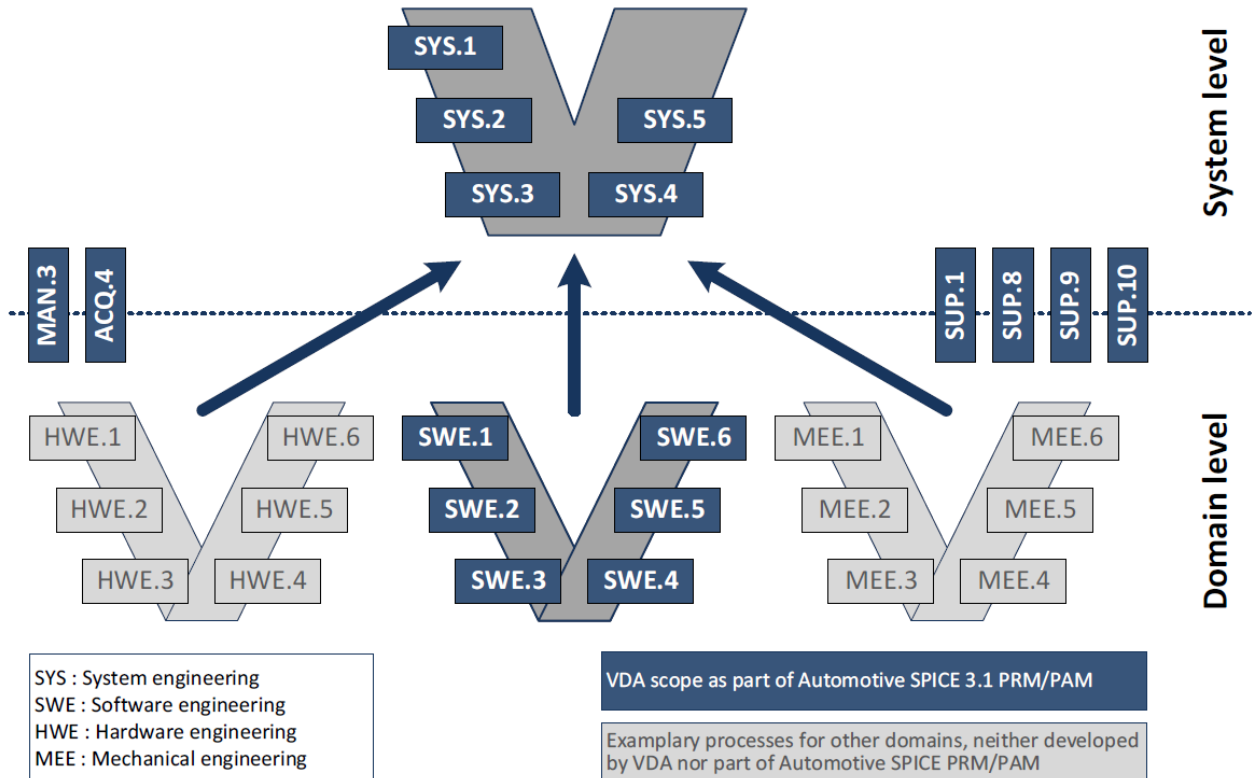 SYS.1
SYS.2
SYS.5
SYS.3
SYS.4
System level
MAN.3
ACQ.4
SUP.1
SUP.8
SUP.9
SUP.10
HWE.1
HWE.6
HWE.2
HWE.5
HWE.3
HWE.4
SWE.1
SWE.6
SWE.2
SWE.5
SWE.3
SWE.4
MEE.1
MEE.6
MEE.2
MEE.5
MEE.3
MEE.4
Domain level
SYS : System engineering
SWE : Software engineering
HWE : Hardware engineering
MEE : Mechanical engineering
VDA scope as part of Automotive SPICE 3.1 PRM/PAM
Examplary processes for other domains, neither developed
by VDA nor part of Automotive SPICE PRM/PAM